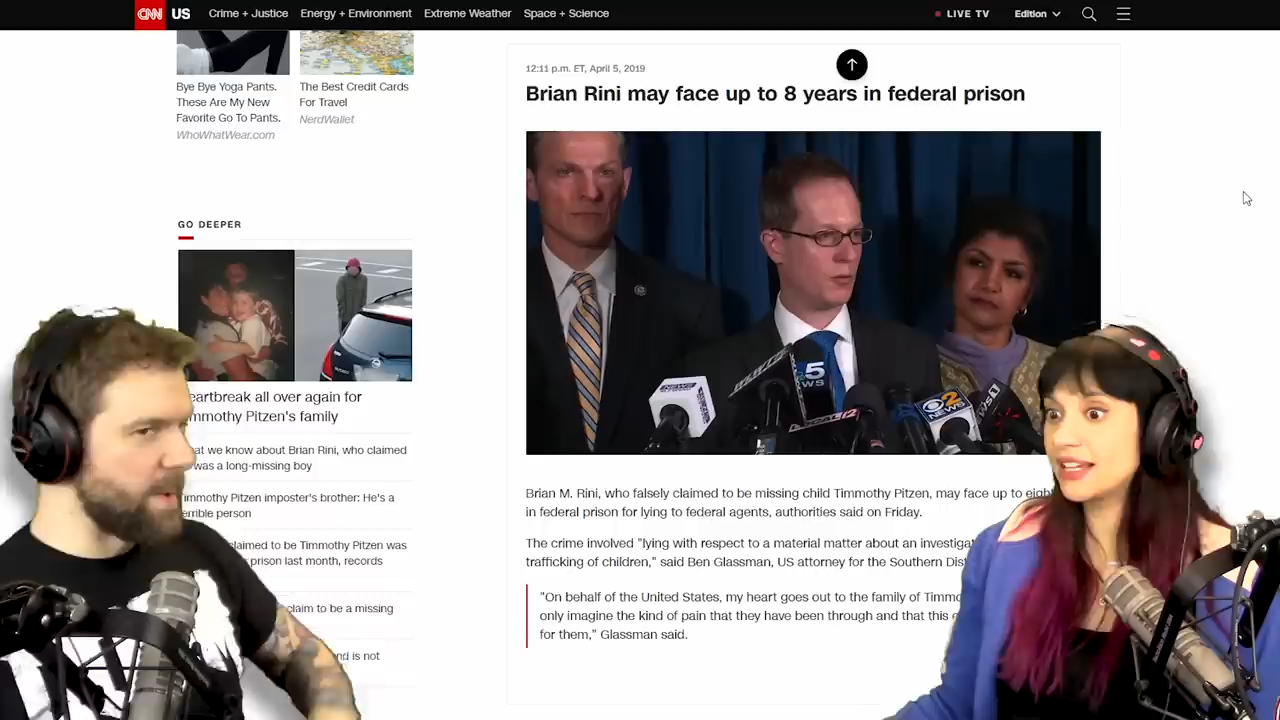 CNN US Crime + Justice Energy + Environment Extreme Weather Space + Science LIVE TV Edition
Bye Bye Yoga Pants.
These Are My New
Favorite Go To Pants.
WhoWhatWear.com
The Best Credit Cards
For Travel
NerdWallet
GO DEEPER
eartbreak all over again for
mmothy Pitzen's family
at we know about Brian Rini, who claimed
was a long-missing boy
immothy Pitzen imposter's brother: He's a
errible person
claimed to be Timmothy Pitzen was
prison last month, records
claim to be a missing
nd is not
12:11 p.m. ET, April 5, 2019
Brian Rini may face up to 8 years in federal prison
NEWS
5
WS
LOCAL 12
2
NEWS
Brian M. Rini, who falsely claimed to be missing child Timmothy Pitzen, may face up to eigh
in federal prison for lying to federal agents, authorities said on Friday.
The crime involved "lying with respect to a material matter about an investigat
trafficking of children," said Ben Glassman, US attorney for the Southern Dis
"On behalf of the United States, my heart goes out to the family of Timmo
only imagine the kind of pain that they have been through and that this
for them," Glassman said.